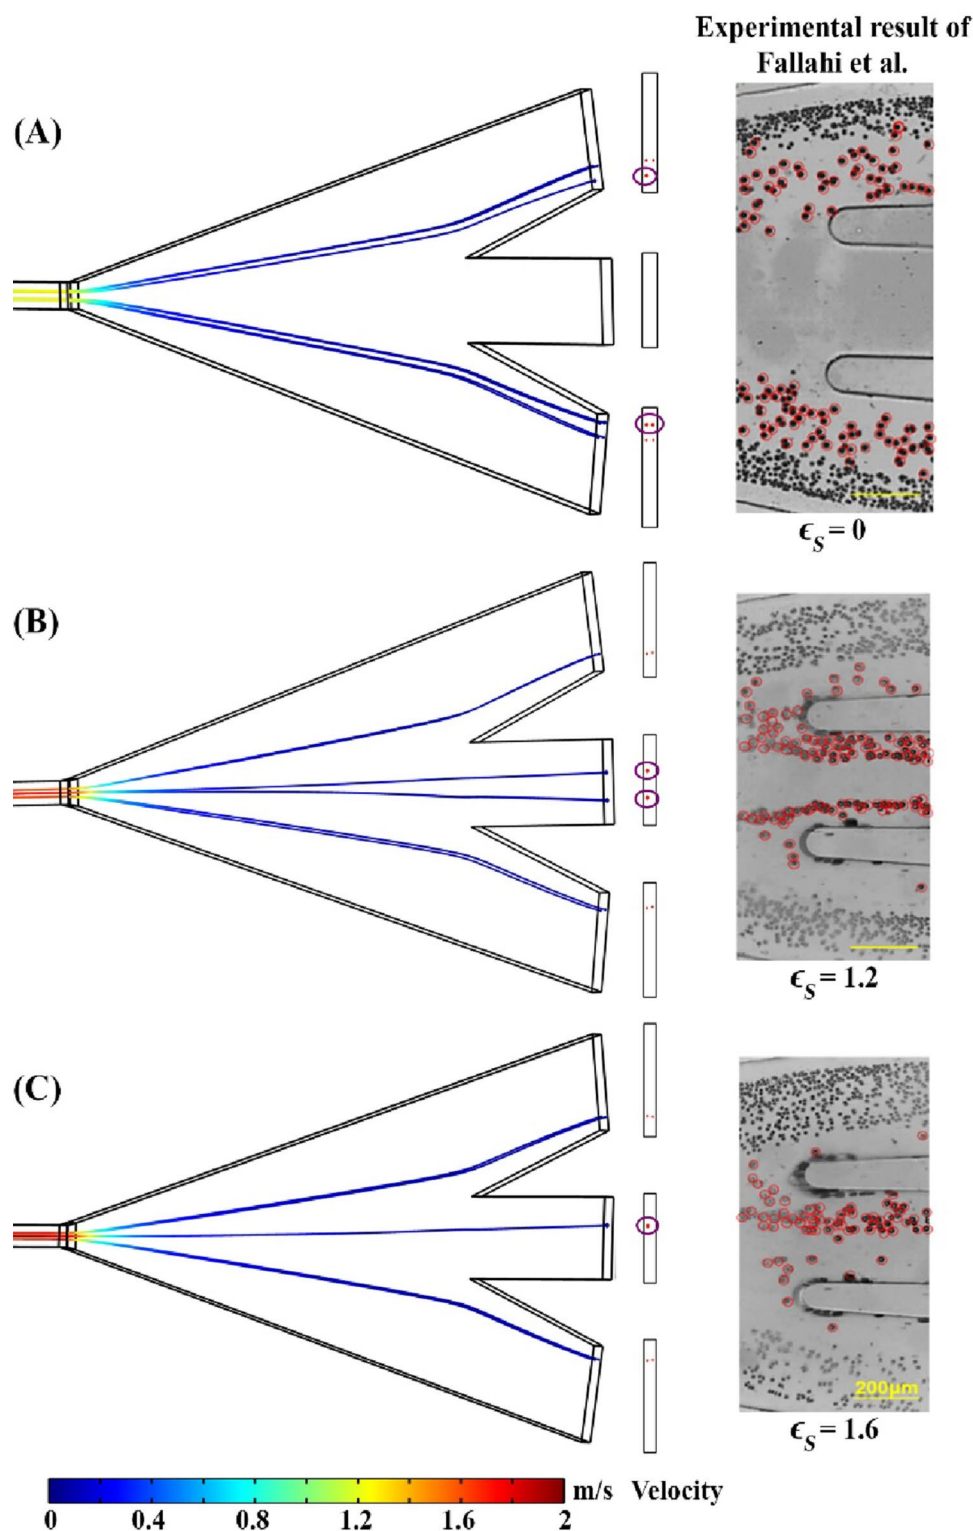 Experimental result of
Fallahi et al.
(A)
ϵS = 0
(B)
ϵS = 1.2
(C)
200µm
ϵS = 1.6
m/s Velocity
0 0.4 0.8 1.2 1.6 2